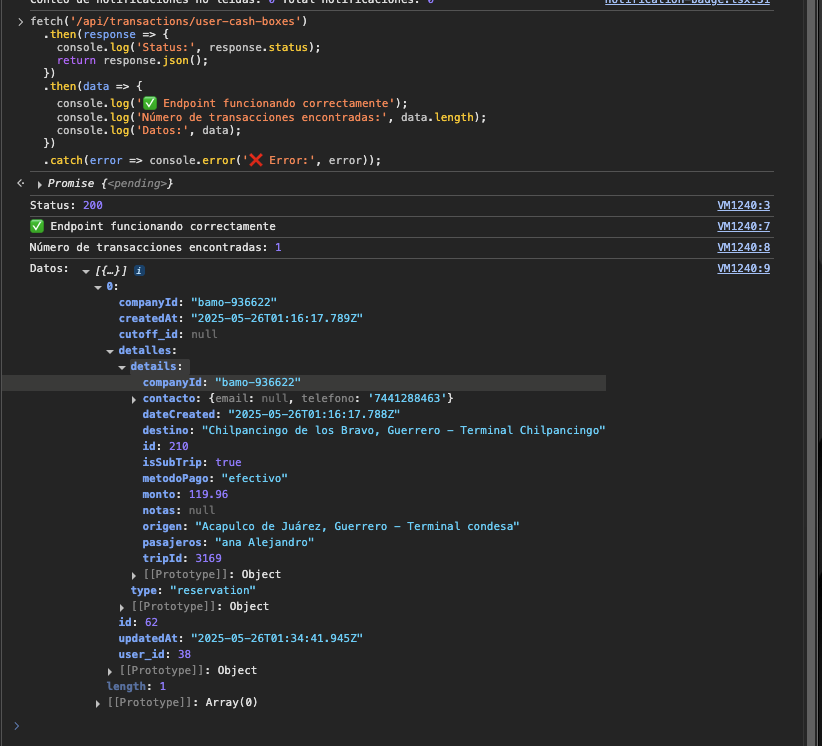 Conteo de notificaciones no leídas: 0 Total notificaciones: 0 notification-badge.tsx:31
> fetch('/api/transactions/user-cash-boxes')
.then(response => {
console.log('Status:', response.status);
return response.json();
})
.then(data => {
console.log('✅ Endpoint funcionando correctamente');
console.log('Número de transacciones encontradas:', data.length);
console.log('Datos:', data);
})
.catch(error => console.error('❌ Error:', error));
Promise {<pending>}
Status: 200 VM1240:3
✅ Endpoint funcionando correctamente VM1240:7
Número de transacciones encontradas: 1 VM1240:8
Datos: [{…}] i VM1240:9
0:
companyId: "bamo-936622"
createdAt: "2025-05-26T01:16:17.789Z"
cutoff_id: null
detalles:
details:
companyId: "bamo-936622"
contacto: {email: null, telefono: '7441288463'}
dateCreated: "2025-05-26T01:16:17.788Z"
destino: "Chilpancingo de los Bravo, Guerrero - Terminal Chilpancingo"
id: 210
isSubTrip: true
metodoPago: "efectivo"
monto: 119.96
notas: null
origen: "Acapulco de Juárez, Guerrero - Terminal condesa"
pasajeros: "ana Alejandro"
tripId: 3169
[[Prototype]]: Object
type: "reservation"
[[Prototype]]: Object
id: 62
updatedAt: "2025-05-26T01:34:41.945Z"
user_id: 38
[[Prototype]]: Object
length: 1
[[Prototype]]: Array(0)
>